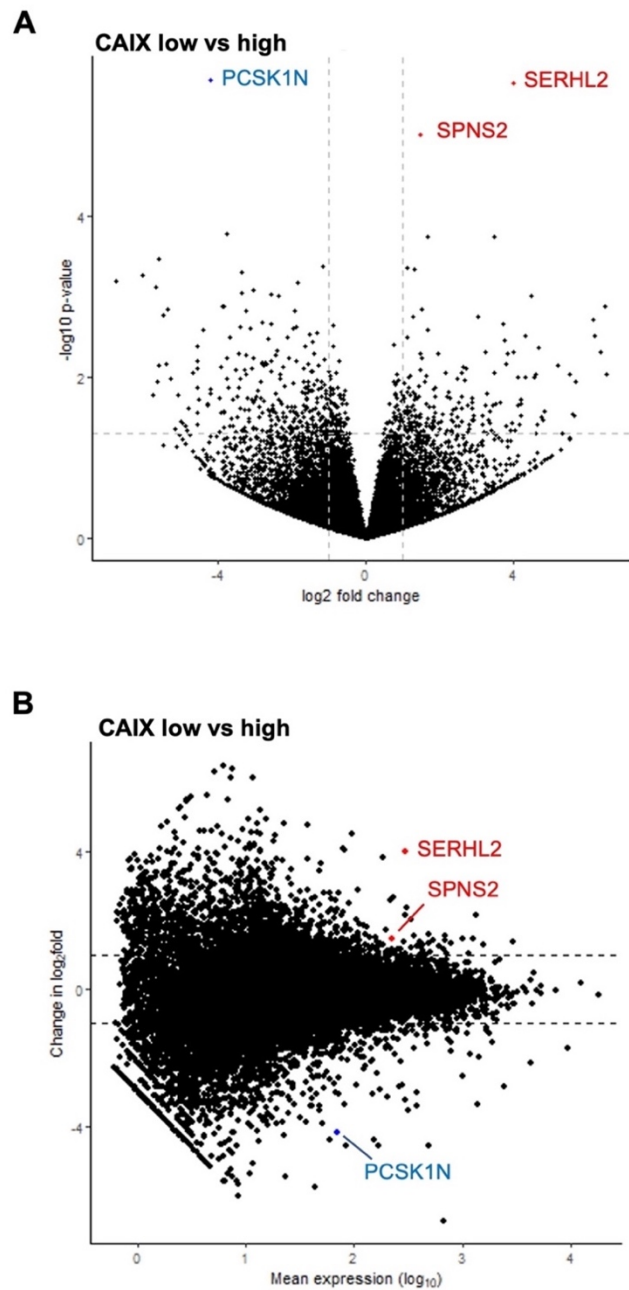 A
CAIX low vs high
PCSK1N
SERHL2
SPNS2
4
2
0
-log10 p-value
-4
0
4
log2 fold change
B
CAIX low vs high
4
0
-4
Change in log₂fold
SERHL2
SPNS2
PCSK1N
0
1
2
3
4
Mean expression (log₁₀)